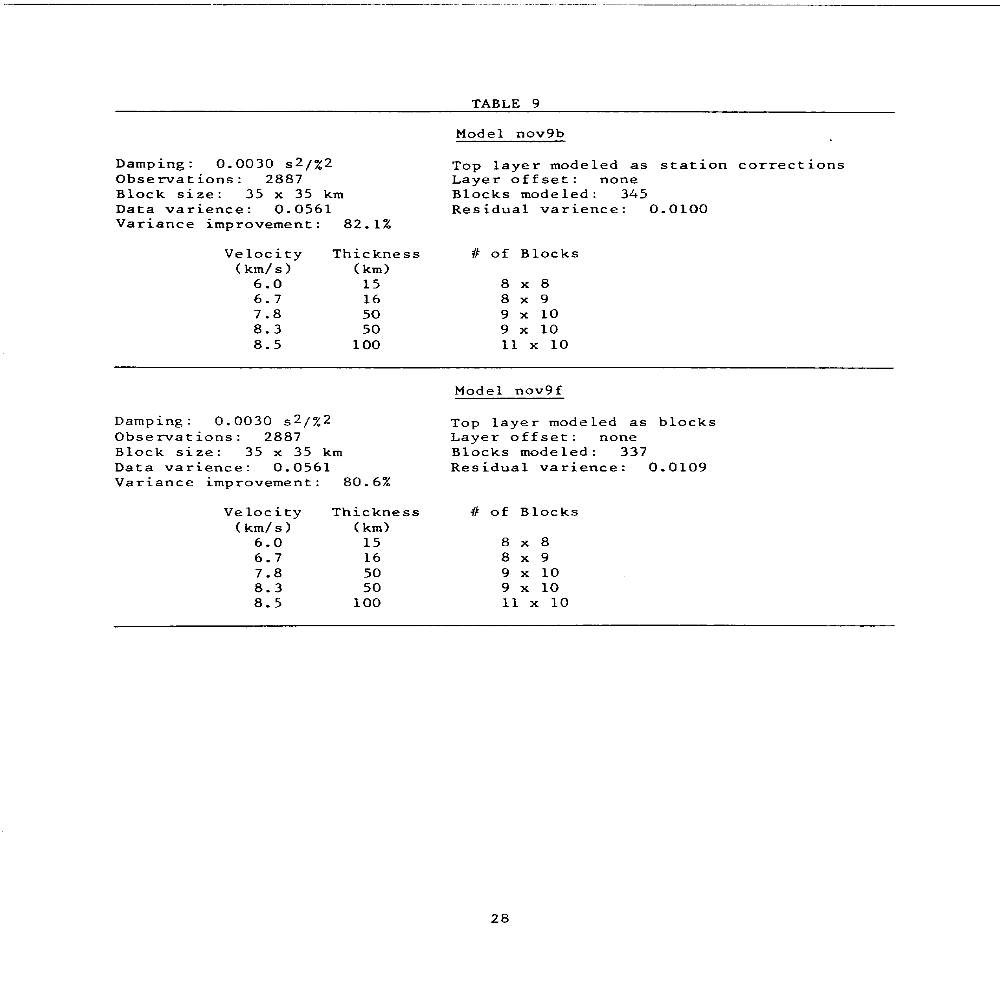 TABLE 9
Model nov9b
Damping: 0.0030 s2/%2 Top layer modeled as station corrections
Observations: 2887 Layer offset: none
Block size: 35 x 35 km Blocks modeled: 345
Data varience: 0.0561 Residual varience: 0.0100
Variance improvement: 82.1%
Velocity Thickness # of Blocks
(km/s) (km)
6.0 15 8 x 8
6.7 16 8 x 9
7.8 50 9 x 10
8.3 50 9 x 10
8.5 100 11 x 10
Model nov9f
Damping: 0.0030 s2/%2 Top layer modeled as blocks
Observations: 2887 Layer offset: none
Block size: 35 x 35 km Blocks modeled: 337
Data varience: 0.0561 Residual varience: 0.0109
Variance improvement: 80.6%
Velocity Thickness # of Blocks
(km/s) (km)
6.0 15 8 x 8
6.7 16 8 x 9
7.8 50 9 x 10
8.3 50 9 x 10
8.5 100 11 x 10
28